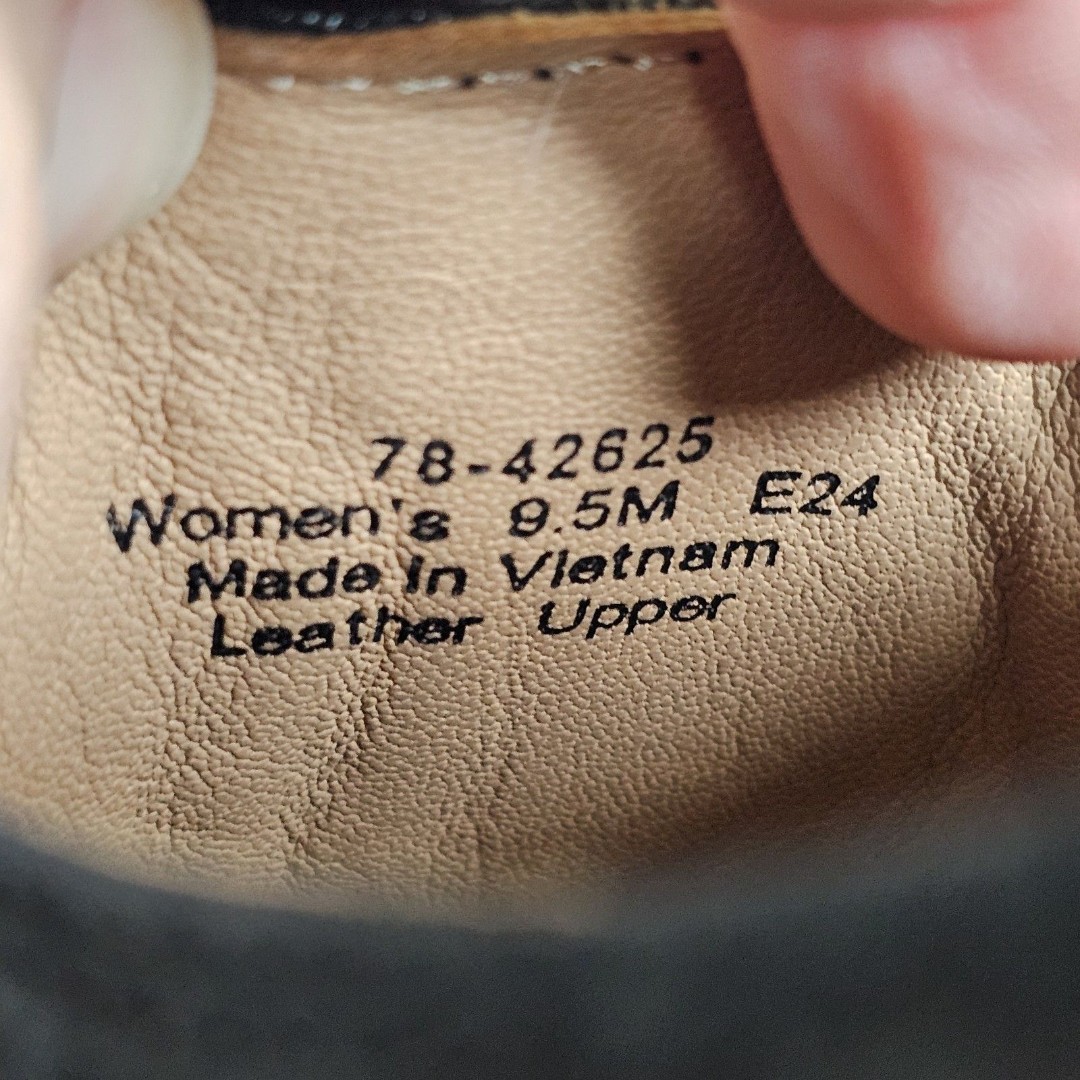 78-42625
Women's 9.5M E24
Made In Vietnam
Leather Upper